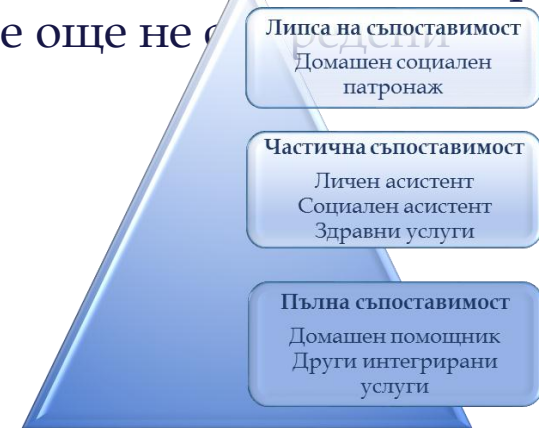 е още не
Липса на съпоставимост
Домашен социален
патронаж
Частична съпоставимост
Личен асистент
Социален асистент
Здравни услуги
Пълна съпоставимост
Домашен помощник
Други интегрирани
услуги